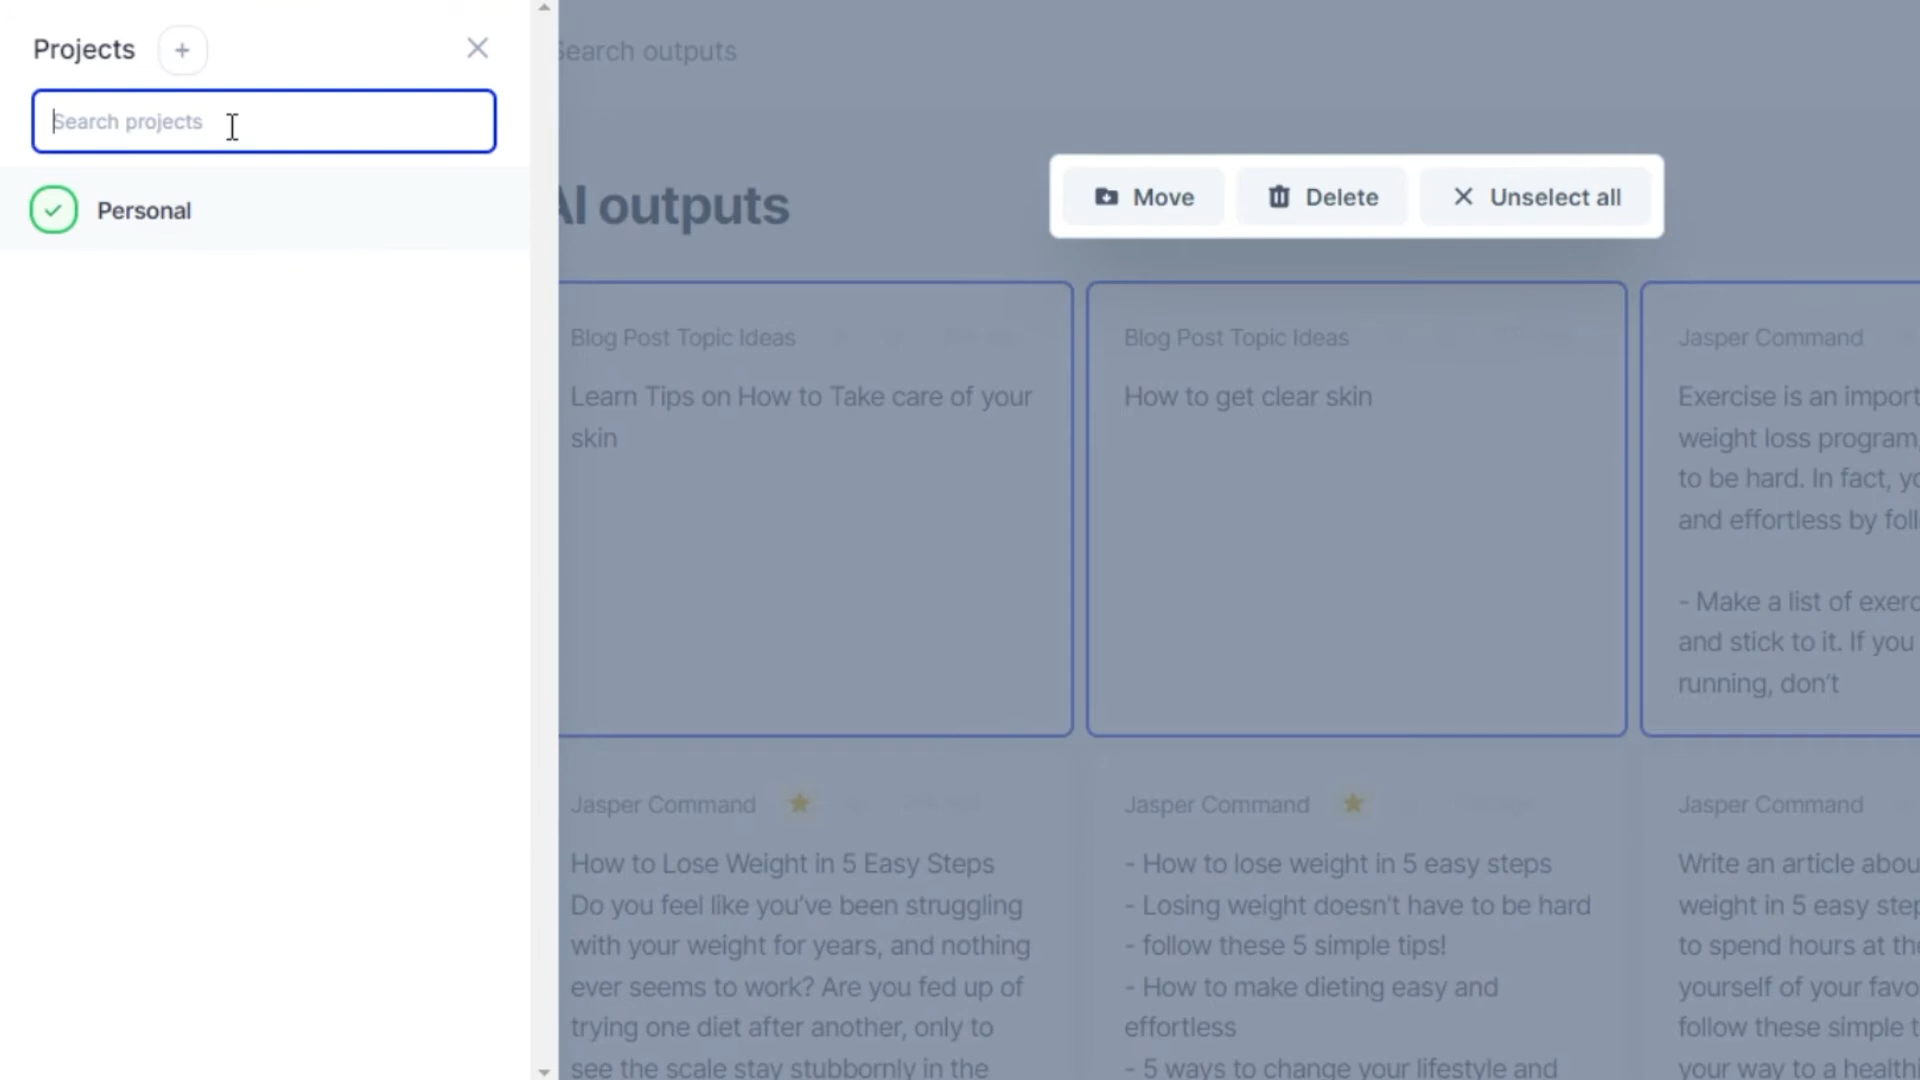 Projects
Search projects
Personal
Search outputs
AI outputs
Move
Delete
Unselect all
Blog Post Topic Ideas
Learn Tips on How to Take care of your
skin
Blog Post Topic Ideas
How to get clear skin
Jasper Command
Exercise is an import
weight loss program,
to be hard. In fact, yo
and effortless by foll
- Make a list of exerc
and stick to it. If you
running, don't
Jasper Command
How to Lose Weight in 5 Easy Steps
Do you feel like you've been struggling
with your weight for years, and nothing
ever seems to work? Are you fed up of
trying one diet after another, only to
see the scale stay stubbornly in the
Jasper Command
- How to lose weight in 5 easy steps
- Losing weight doesn't have to be hard
- follow these 5 simple tips!
- How to make dieting easy and
effortless
- 5 ways to change your lifestyle and
Jasper Command
Write an article abou
weight in 5 easy step
to spend hours at the
yourself of your favo
follow these simple t
your way to a health